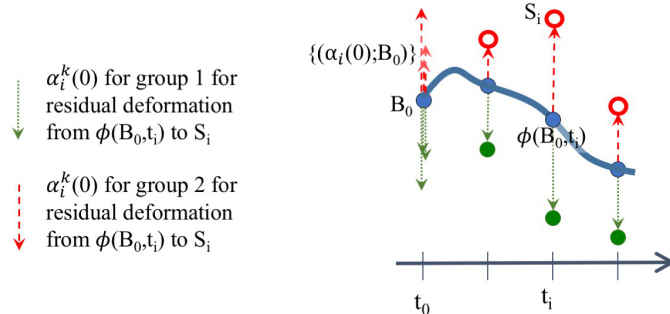 α_i^k(0) for group 1 for
residual deformation
from ϕ(B_0,t_i) to S_i
α_i^k(0) for group 2 for
residual deformation
from ϕ(B_0,t_i) to S_i
S_i
{(α_i(0);B_0)}
B_0
ϕ(B_0,t_i)
t_0
t_i